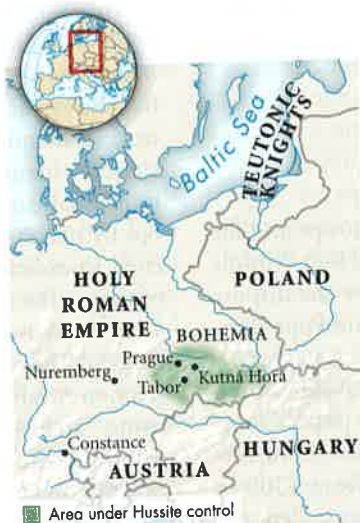 Baltic Sea
TEUTONIC
KNIGHTS
HOLY
ROMAN
EMPIRE
POLAND
BOHEMIA
Prague
Nuremberg
Tabor
Kutná Hora
Constance
AUSTRIA
HUNGARY
Area under Hussite control